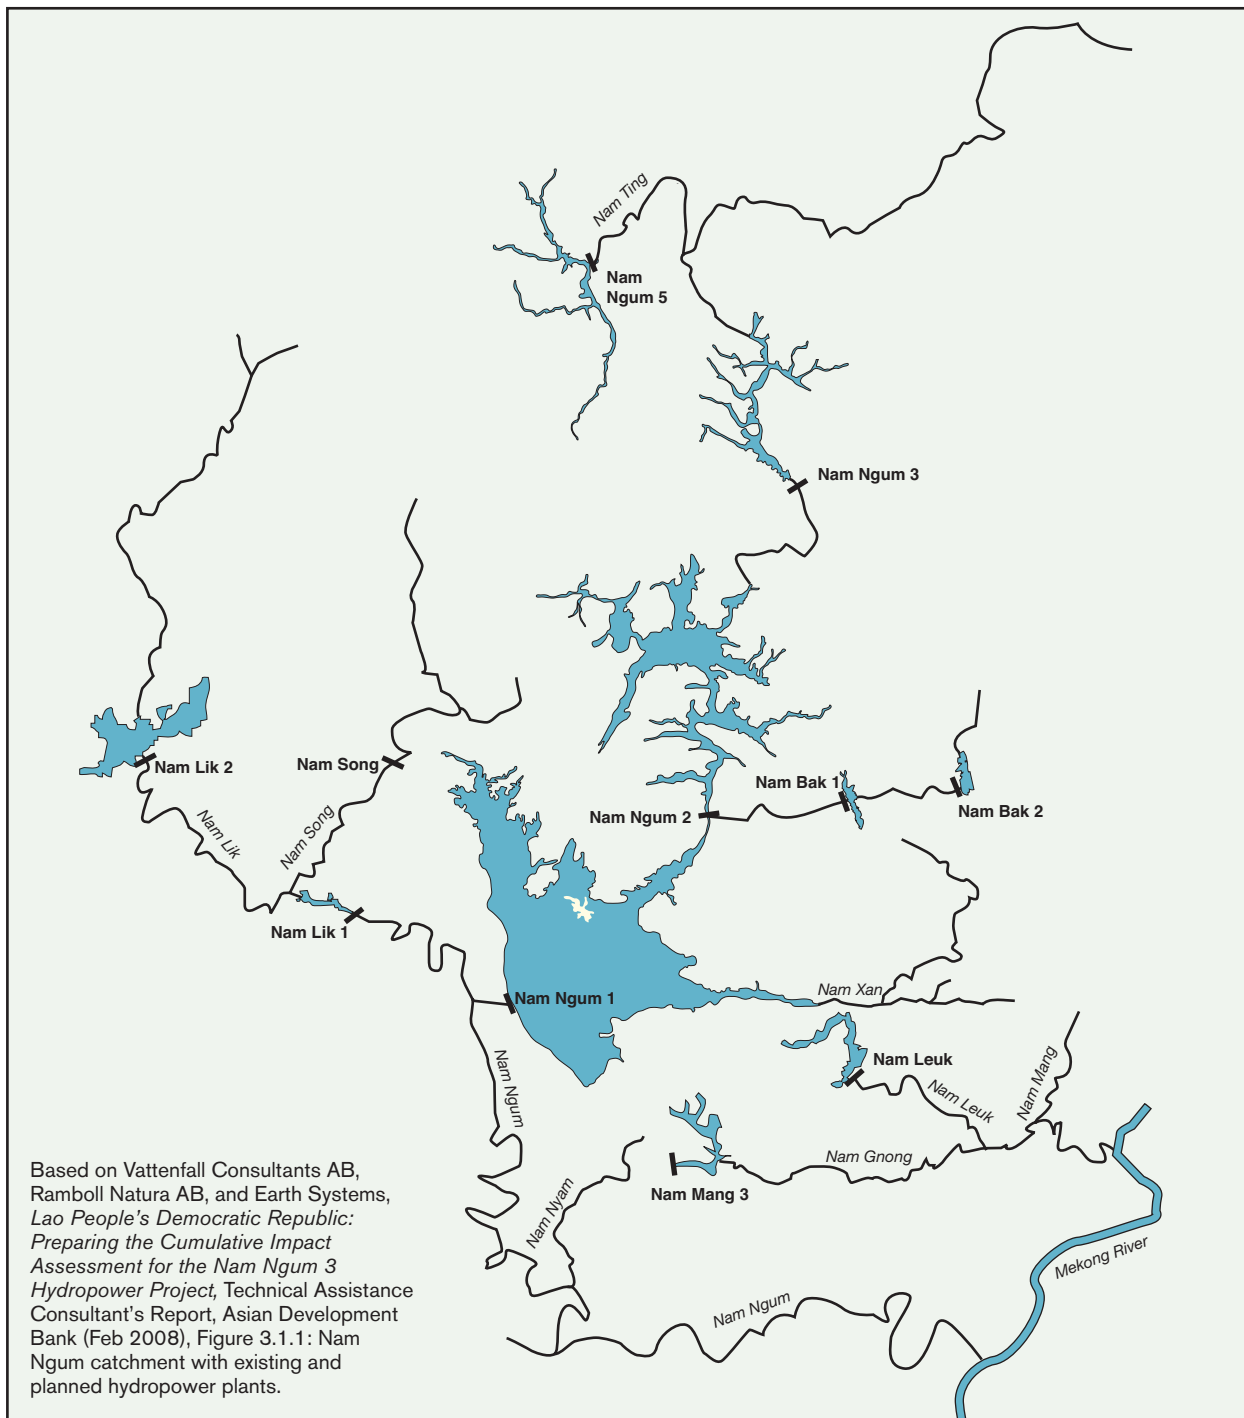 Nam Ting
Nam
Ngum 5
Nam Ngum 3
Nam Lik 2
Nam Song
Nam Bak 1
Nam Bak 2
Nam Ngum 2
Nam Lik
Nam Song
Nam Lik 1
Nam Ngum 1
Nam Xan
Nam Leuk
Nam Leuk
Nam Mang
Nam Ngum
Nam Gnong
Nam Mang 3
Nam Nyam
Mekong River
Nam Ngum
Based on Vattenfall Consultants AB,
Ramboll Natura AB, and Earth Systems,
Lao People's Democratic Republic:
Preparing the Cumulative Impact
Assessment for the Nam Ngum 3
Hydropower Project, Technical Assistance
Consultant's Report, Asian Development
Bank (Feb 2008), Figure 3.1.1: Nam
Ngum catchment with existing and
planned hydropower plants.